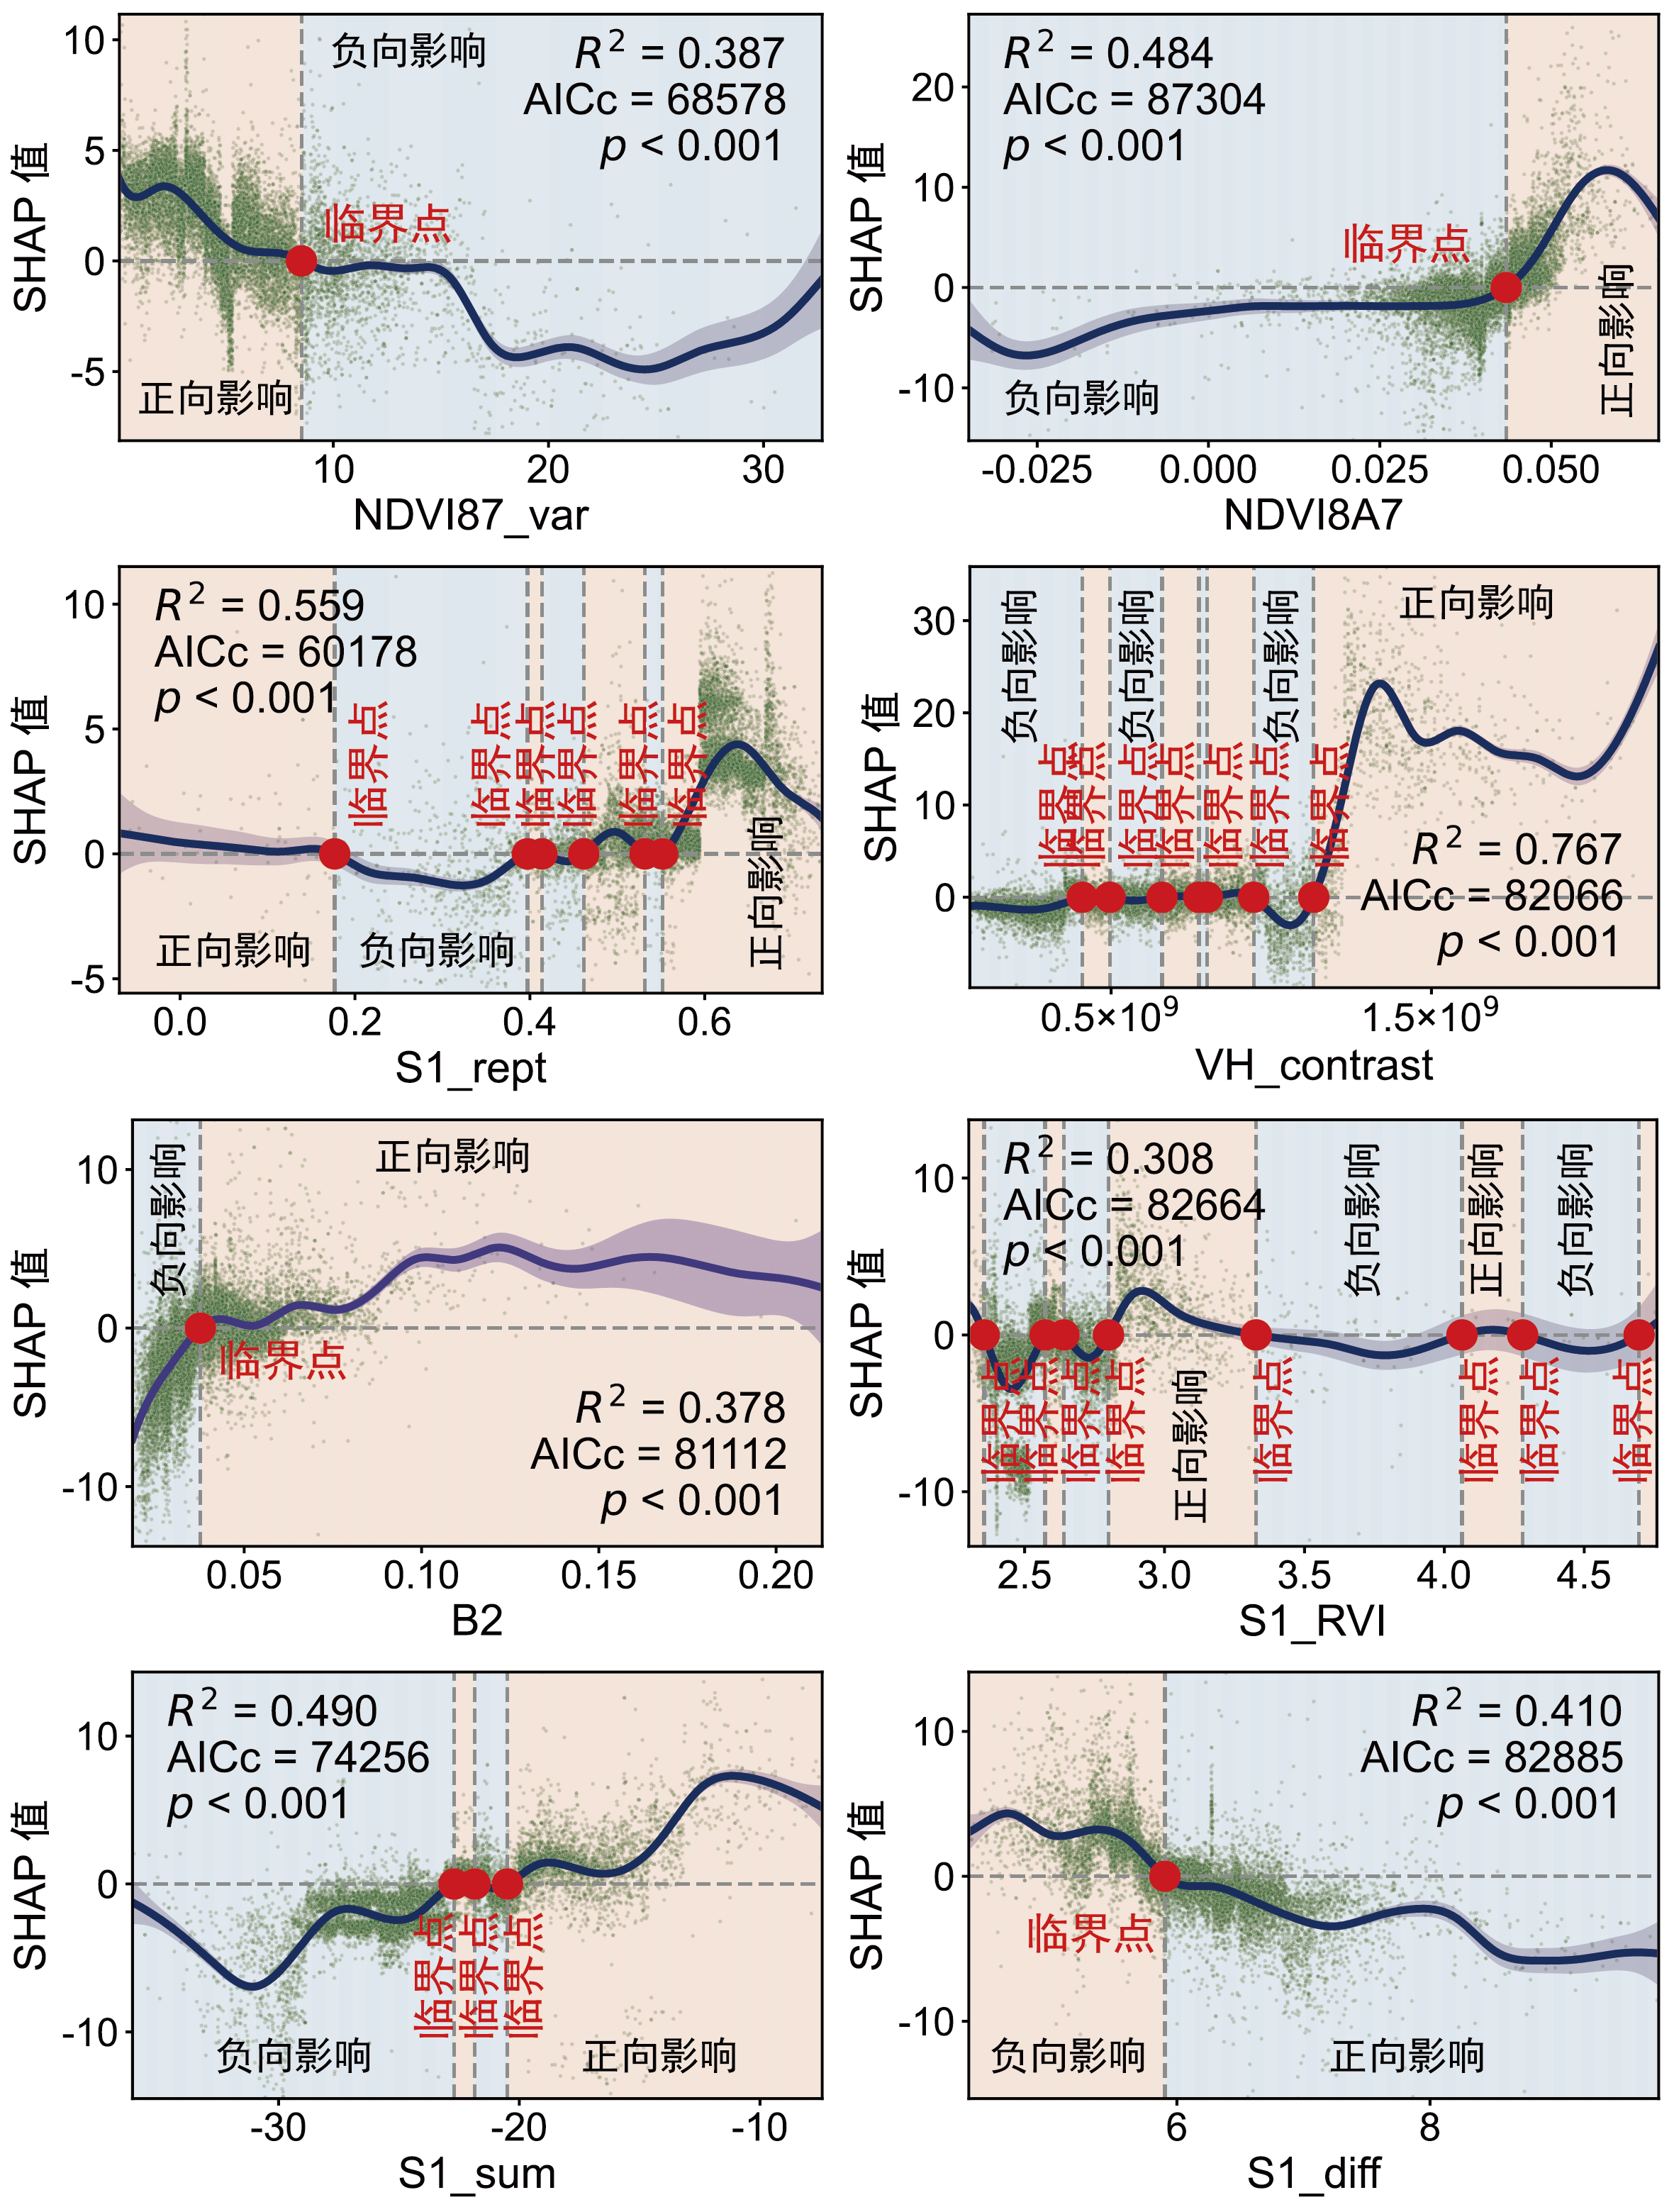 10
5
0
-5
SHAP 值
负向影响
R² = 0.387
AICc = 68578
p < 0.001
临界点
正向影响
10
20
30
NDVI87_var
20
10
0
-10
SHAP 值
R² = 0.484
AICc = 87304
p < 0.001
临界点
负向影响
正向影响
-0.025
0.000
0.025
0.050
NDVI8A7
10
5
0
-5
SHAP 值
R² = 0.559
AICc = 60178
p < 0.001
临界点
临界点
临界点
临界点
临界点
临界点
正向影响
负向影响
正向影响
0.0
0.2
0.4
0.6
S1_rept
30
20
10
0
SHAP 值
负向影响
负向影响
负向影响
正向影响
临界点
临界点
临界点
临界点
临界点
临界点
临界点
R² = 0.767
AICc = 82066
p < 0.001
0.5×10⁹
1.5×10⁹
VH_contrast
10
0
-10
SHAP 值
负向影响
正向影响
临界点
R² = 0.378
AICc = 81112
p < 0.001
0.05
0.10
0.15
0.20
B2
10
0
-10
SHAP 值
R² = 0.308
AICc = 82664
p < 0.001
负向影响
正向影响
负向影响
临界点
临界点
临界点
临界点
正向影响
临界点
临界点
临界点
临界点
2.5
3.0
3.5
4.0
4.5
S1_RVI
10
0
-10
SHAP 值
R² = 0.490
AICc = 74256
p < 0.001
临界点
临界点
临界点
负向影响
正向影响
-30
-20
-10
S1_sum
10
0
-10
SHAP 值
R² = 0.410
AICc = 82885
p < 0.001
临界点
负向影响
正向影响
6
8
S1_diff